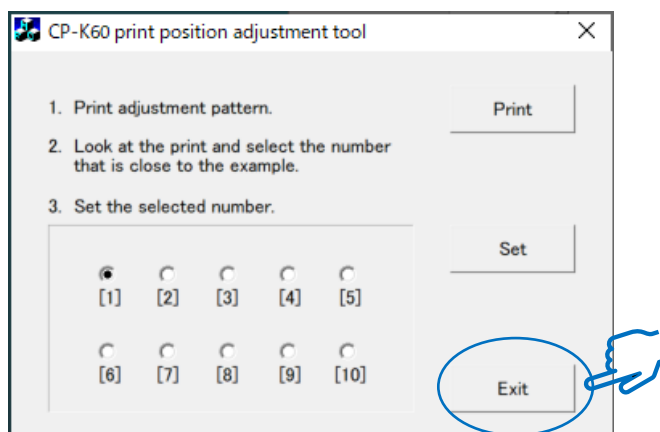 CP-K60 print position adjustment tool
1. Print adjustment pattern.
Print
2. Look at the print and select the number
that is close to the example.
3. Set the selected number.
Set
[1] [2] [3] [4] [5]
[6] [7] [8] [9] [10]
Exit